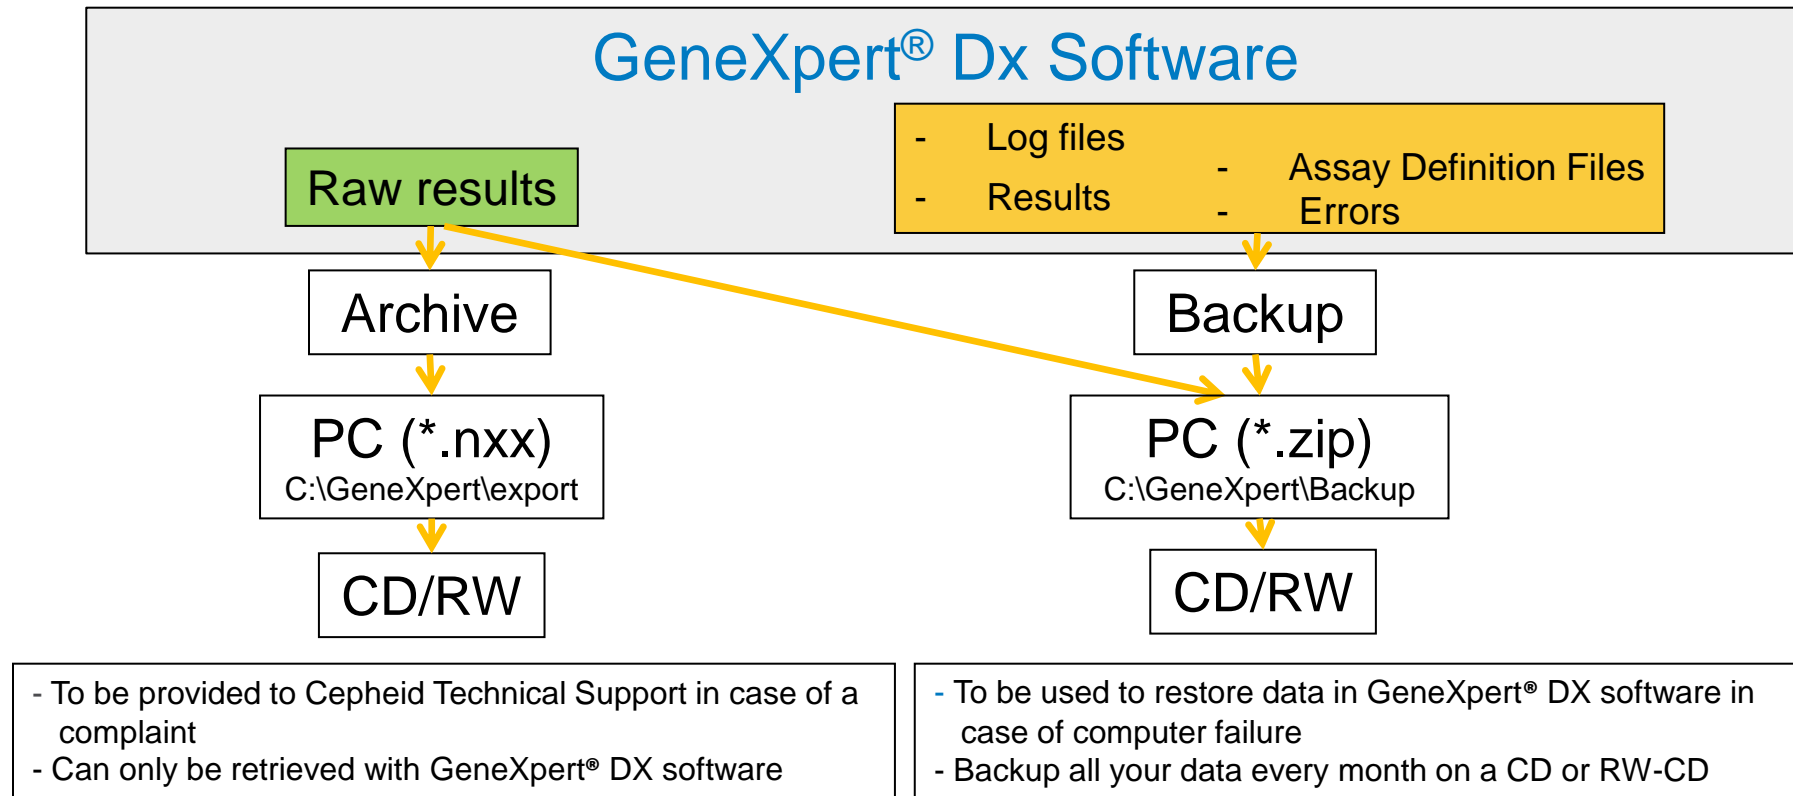 GeneXpert® Dx Software
Raw results
- Log files
- Results
- Assay Definition Files
- Errors
Archive
Backup
PC (*.nxx)
C:\GeneXpert\export
PC (*.zip)
C:\GeneXpert\Backup
CD/RW
CD/RW
- To be provided to Cepheid Technical Support in case of a
complaint
- Can only be retrieved with GeneXpert® DX software
- To be used to restore data in GeneXpert® DX software in
case of computer failure
- Backup all your data every month on a CD or RW-CD